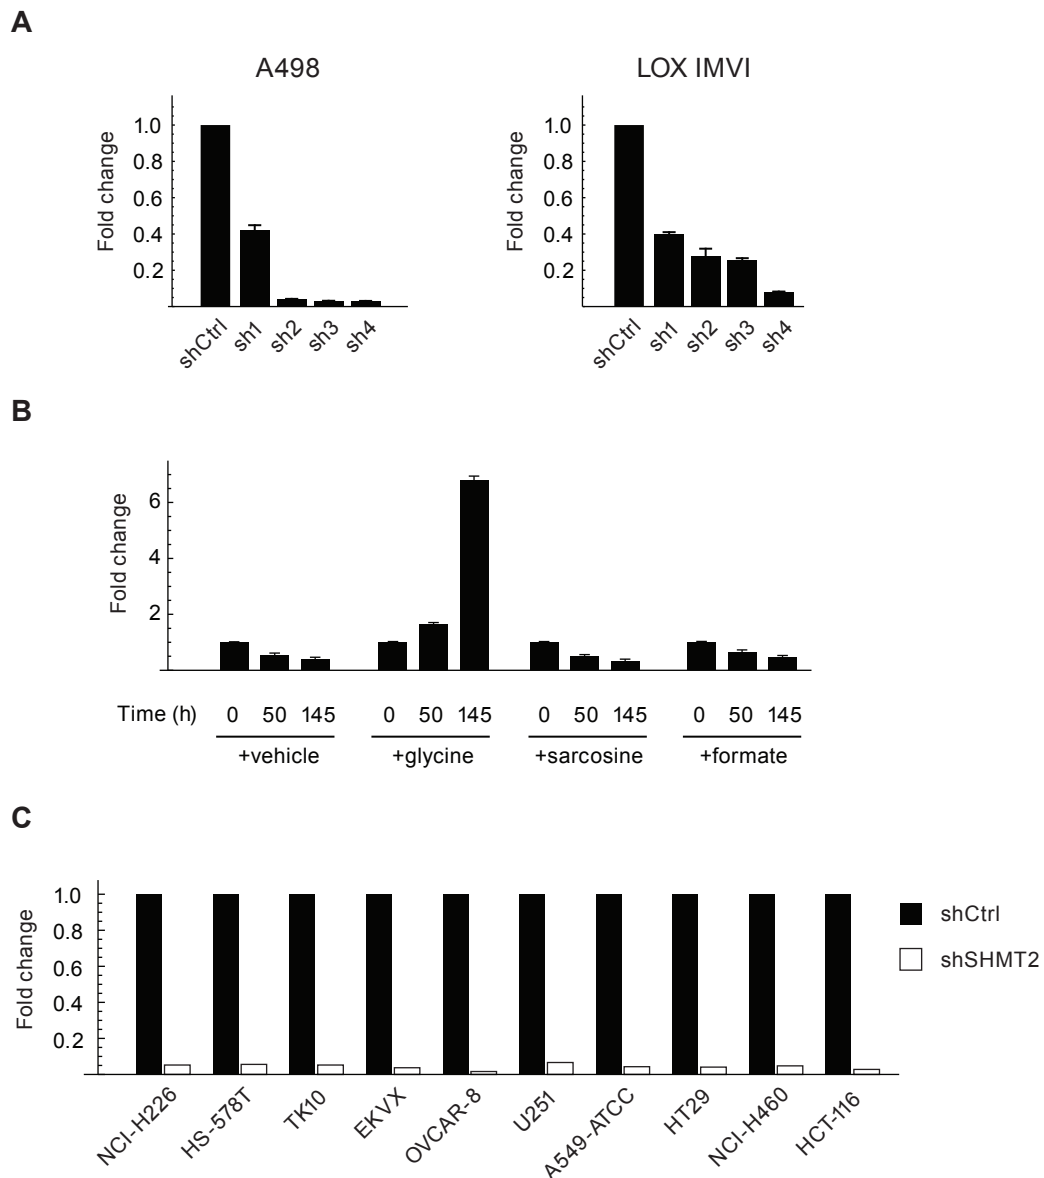 A
A498
LOX IMVI
Fold change
1.0
0.8
0.6
0.4
0.2
shCtrl
sh1
sh2
sh3
sh4
Fold change
1.0
0.8
0.6
0.4
0.2
shCtrl
sh1
sh2
sh3
sh4
B
Fold change
6
4
2
Time (h) 0 50 145 0 50 145 0 50 145 0 50 145
+vehicle +glycine +sarcosine +formate
C
Fold change
1.0
0.8
0.6
0.4
0.2
shCtrl
shSHMT2
NCI-H226
HS-578T
TK10
EKVX
OVCAR-8
U251
A549-ATCC
HT29
NCI-H460
HCT-116